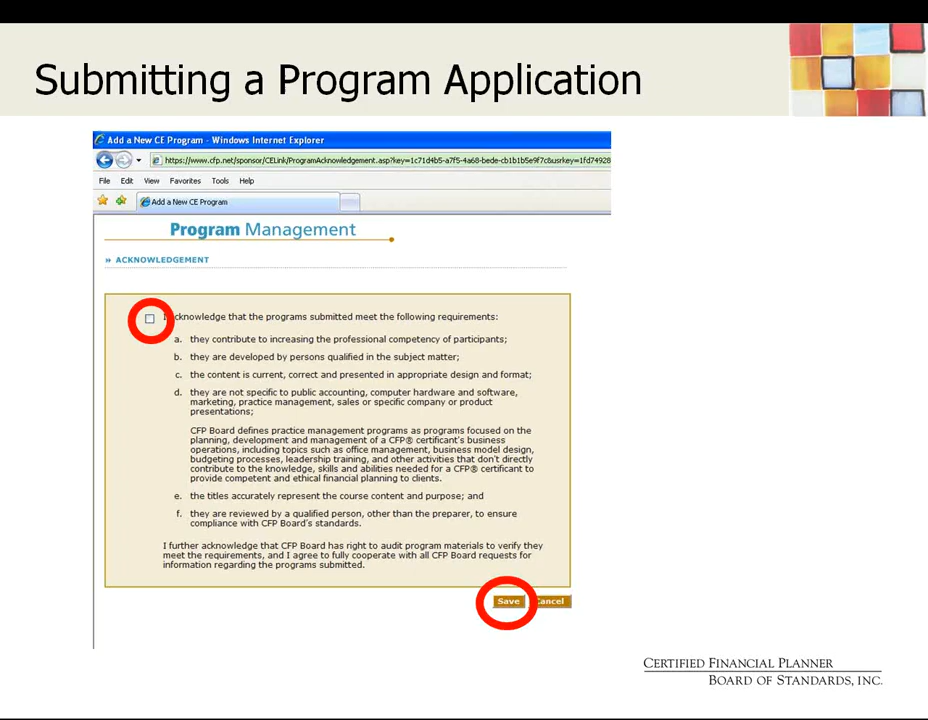 Submitting a Program Application
Add a New CE Program - Windows Internet Explorer
https://www.cfp.net/sponsor/CELink/ProgramAcknowledgement.asp?key=1c71d4b5-a7f5-4a68-bede-cb1b1b5e9f7c&usrkey=1fd74928
File Edit View Favorites Tools Help
Add a New CE Program
Program Management
» ACKNOWLEDGEMENT
I acknowledge that the programs submitted meet the following requirements:
a. they contribute to increasing the professional competency of participants;
b. they are developed by persons qualified in the subject matter;
c. the content is current, correct and presented in appropriate design and format;
d. they are not specific to public accounting, computer hardware and software,
marketing, practice management, sales or specific company or product
presentations;
CFP Board defines practice management programs as programs focused on the
planning, development and management of a CFP® certificant's business
operations, including topics such as office management, business model design,
budgeting processes, leadership training, and other activities that don't directly
contribute to the knowledge, skills and abilities needed for a CFP® certificant to
provide competent and ethical financial planning to clients.
e. the titles accurately represent the course content and purpose; and
f. they are reviewed by a qualified person, other than the preparer, to ensure
compliance with CFP Board's standards.
I further acknowledge that CFP Board has right to audit program materials to verify they
meet the requirements, and I agree to fully cooperate with all CFP Board requests for
information regarding the programs submitted.
Save Cancel
CERTIFIED FINANCIAL PLANNER
BOARD OF STANDARDS, INC.